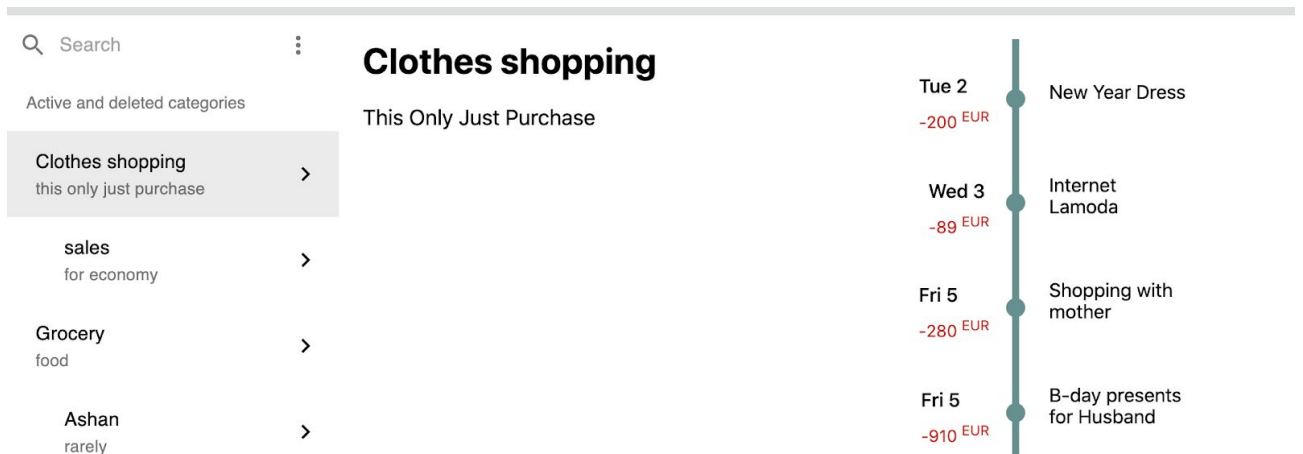 Search
Active and deleted categories
Clothes shopping
this only just purchase
sales
for economy
Grocery
food
Ashan
rarely
Clothes shopping
This Only Just Purchase
Tue 2
-200 EUR
New Year Dress
Wed 3
-89 EUR
Internet
Lamoda
Fri 5
-280 EUR
Shopping with
mother
Fri 5
-910 EUR
B-day presents
for Husband